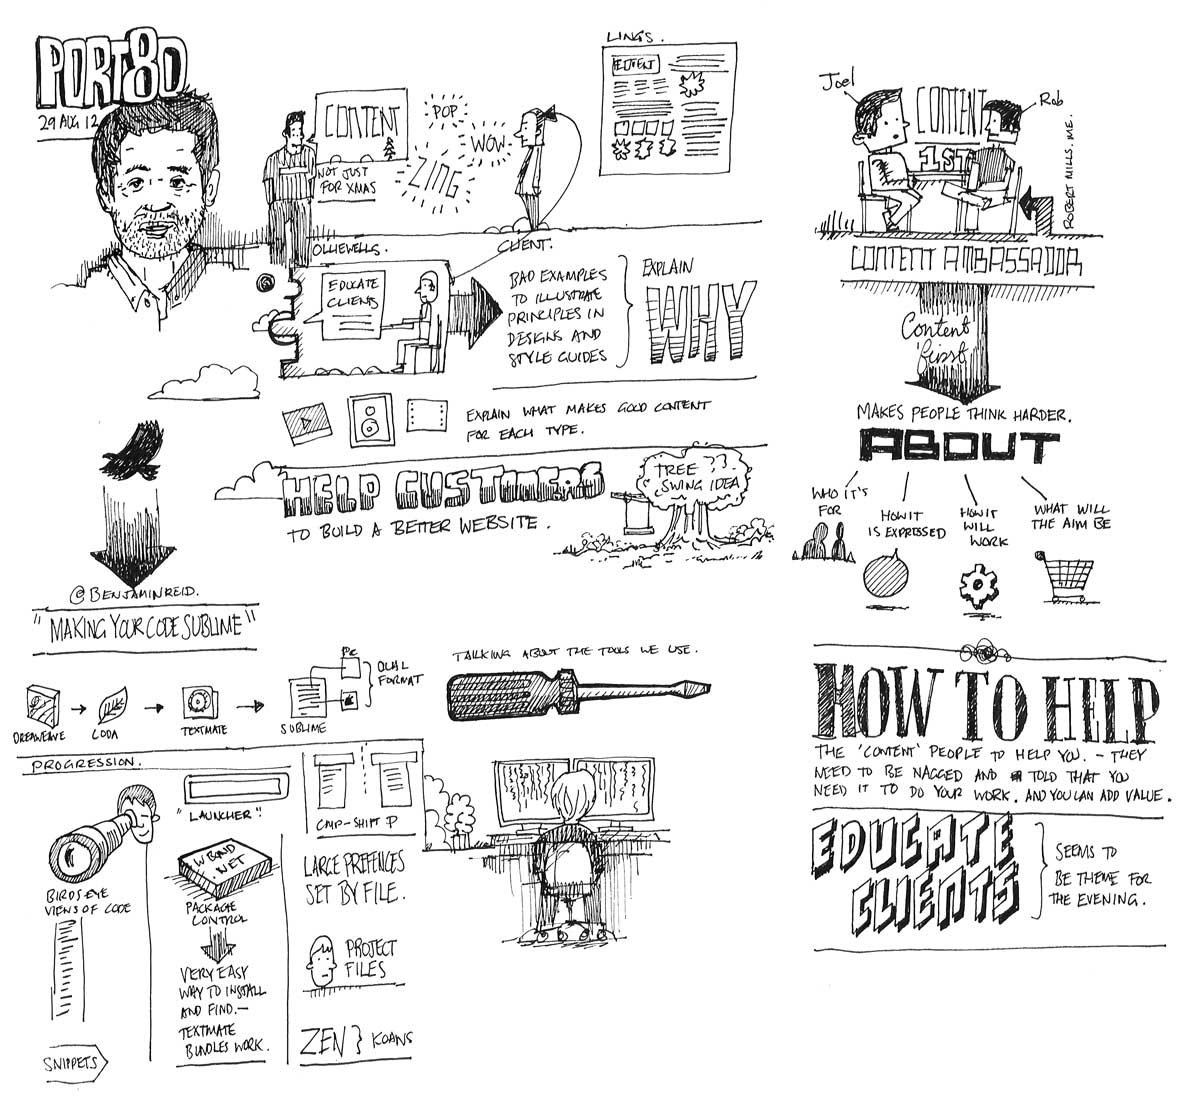 PORT80
29 AUG 12
CONTENT
NOT JUST
FOR XMAS
POP
WOW
ZING
OLLIEWELLS.
CLIENT.
LING'S.
EDUCATE
CLIENTS
BAD EXAMPLES
TO ILLUSTRATE
PRINCIPLES IN
DESIGNS AND
STYLE GUIDES
EXPLAIN
WHY
EXPLAIN WHAT MAKES GOOD CONTENT
FOR EACH TYPE.
HELP CUSTOMERS
TO BUILD A BETTER WEBSITE.
TREE
SWING IDEA
@BENJAMINREID.
"MAKING YOUR CODE SUBLIME"
DREAWEAVE
CODA
TEXTMATE
SUBLIME
PC
DUAL
FORMAT
TALKING ABOUT THE TOOLS WE USE.
PROGRESSION.
BIRDS EYE
VIEWS OF CODE
SNIPPETS
"LAUNCHER".
WBND
.NET
PACKAGE
CONTROL
VERY EASY
WAY TO INSTALL
AND FIND.—
TEXTMATE
BUNDLES WORK.
CMP-SHIFT P
LARGE PREFENCES
SET BY FILE.
PROJECT
FILES
ZEN } KOANS
Joel
Rob
CONTENT
1ST
ROBERT MILLS.ME.
CONTENT AMBASSADOR
Content
first
MAKES PEOPLE THINK HARDER.
ABOUT
WHO IT'S
FOR
HOW IT
IS EXPRESSED
HOW IT
WILL
WORK
WHAT WILL
THE AIM BE
HOW TO HELP
THE 'CONTENT' PEOPLE TO HELP YOU. – THEY
NEED TO BE NAGGED AND TOLD THAT YOU
NEED IT TO DO YOUR WORK. AND YOU CAN ADD VALUE.
EDUCATE
CLIENTS
SEEMS TO
BE THEME FOR
THE EVENING.